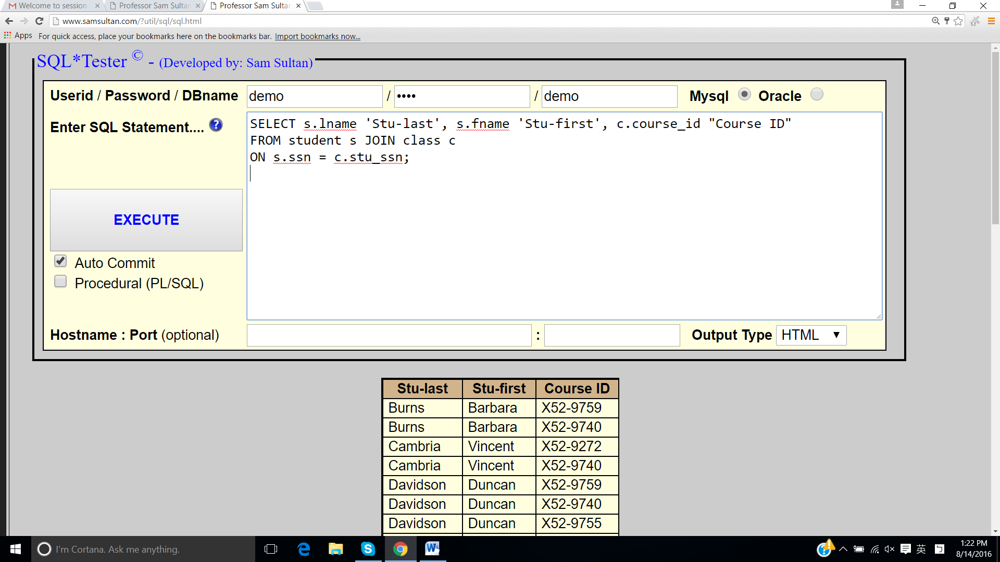 Welcome to session
Professor Sam Sultan
Professor Sam Sultan
www.samsultan.com/?util/sql/sql.html
Apps For quick access, place your bookmarks here on the bookmarks bar. Import bookmarks now...
SQL*Tester © - (Developed by: Sam Sultan)
Userid / Password / DBname demo / •••• / demo Mysql Oracle
Enter SQL Statement.... ?
SELECT s.lname 'Stu-last', s.fname 'Stu-first', c.course_id "Course ID"
FROM student s JOIN class c
ON s.ssn = c.stu_ssn;
EXECUTE
Auto Commit
Procedural (PL/SQL)
Hostname : Port (optional) : Output Type HTML
Stu-last Stu-first Course ID
Burns Barbara X52-9759
Burns Barbara X52-9740
Cambria Vincent X52-9272
Cambria Vincent X52-9740
Davidson Duncan X52-9759
Davidson Duncan X52-9740
Davidson Duncan X52-9755
I'm Cortana. Ask me anything.
英
1:22 PM
8/14/2016